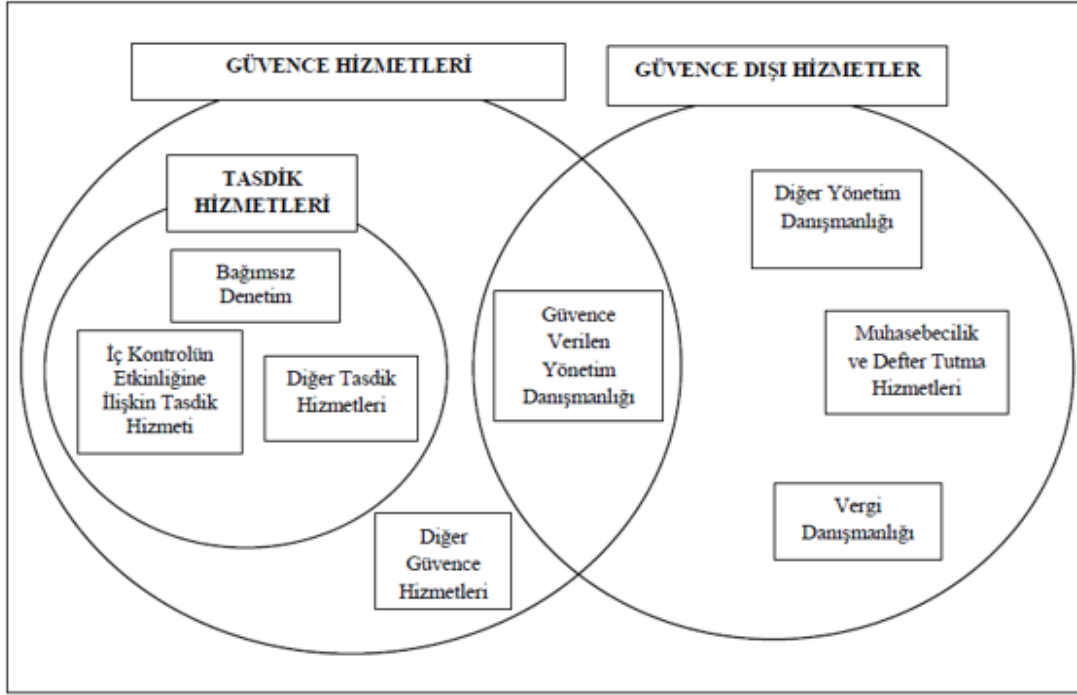 GÜVENCE HİZMETLERİ
GÜVENCE DIŞI HİZMETLER
TASDİK
HİZMETLERİ
Bağımsız
Denetim
İç Kontrolün
Etkinliğine
İlişkin Tasdik
Hizmeti
Diğer Tasdik
Hizmetleri
Diğer
Güvence
Hizmetleri
Güvence
Verilen
Yönetim
Danışmanlığı
Diğer Yönetim
Danışmanlığı
Muhasebecilik
ve Defter Tutma
Hizmetleri
Vergi
Danışmanlığı